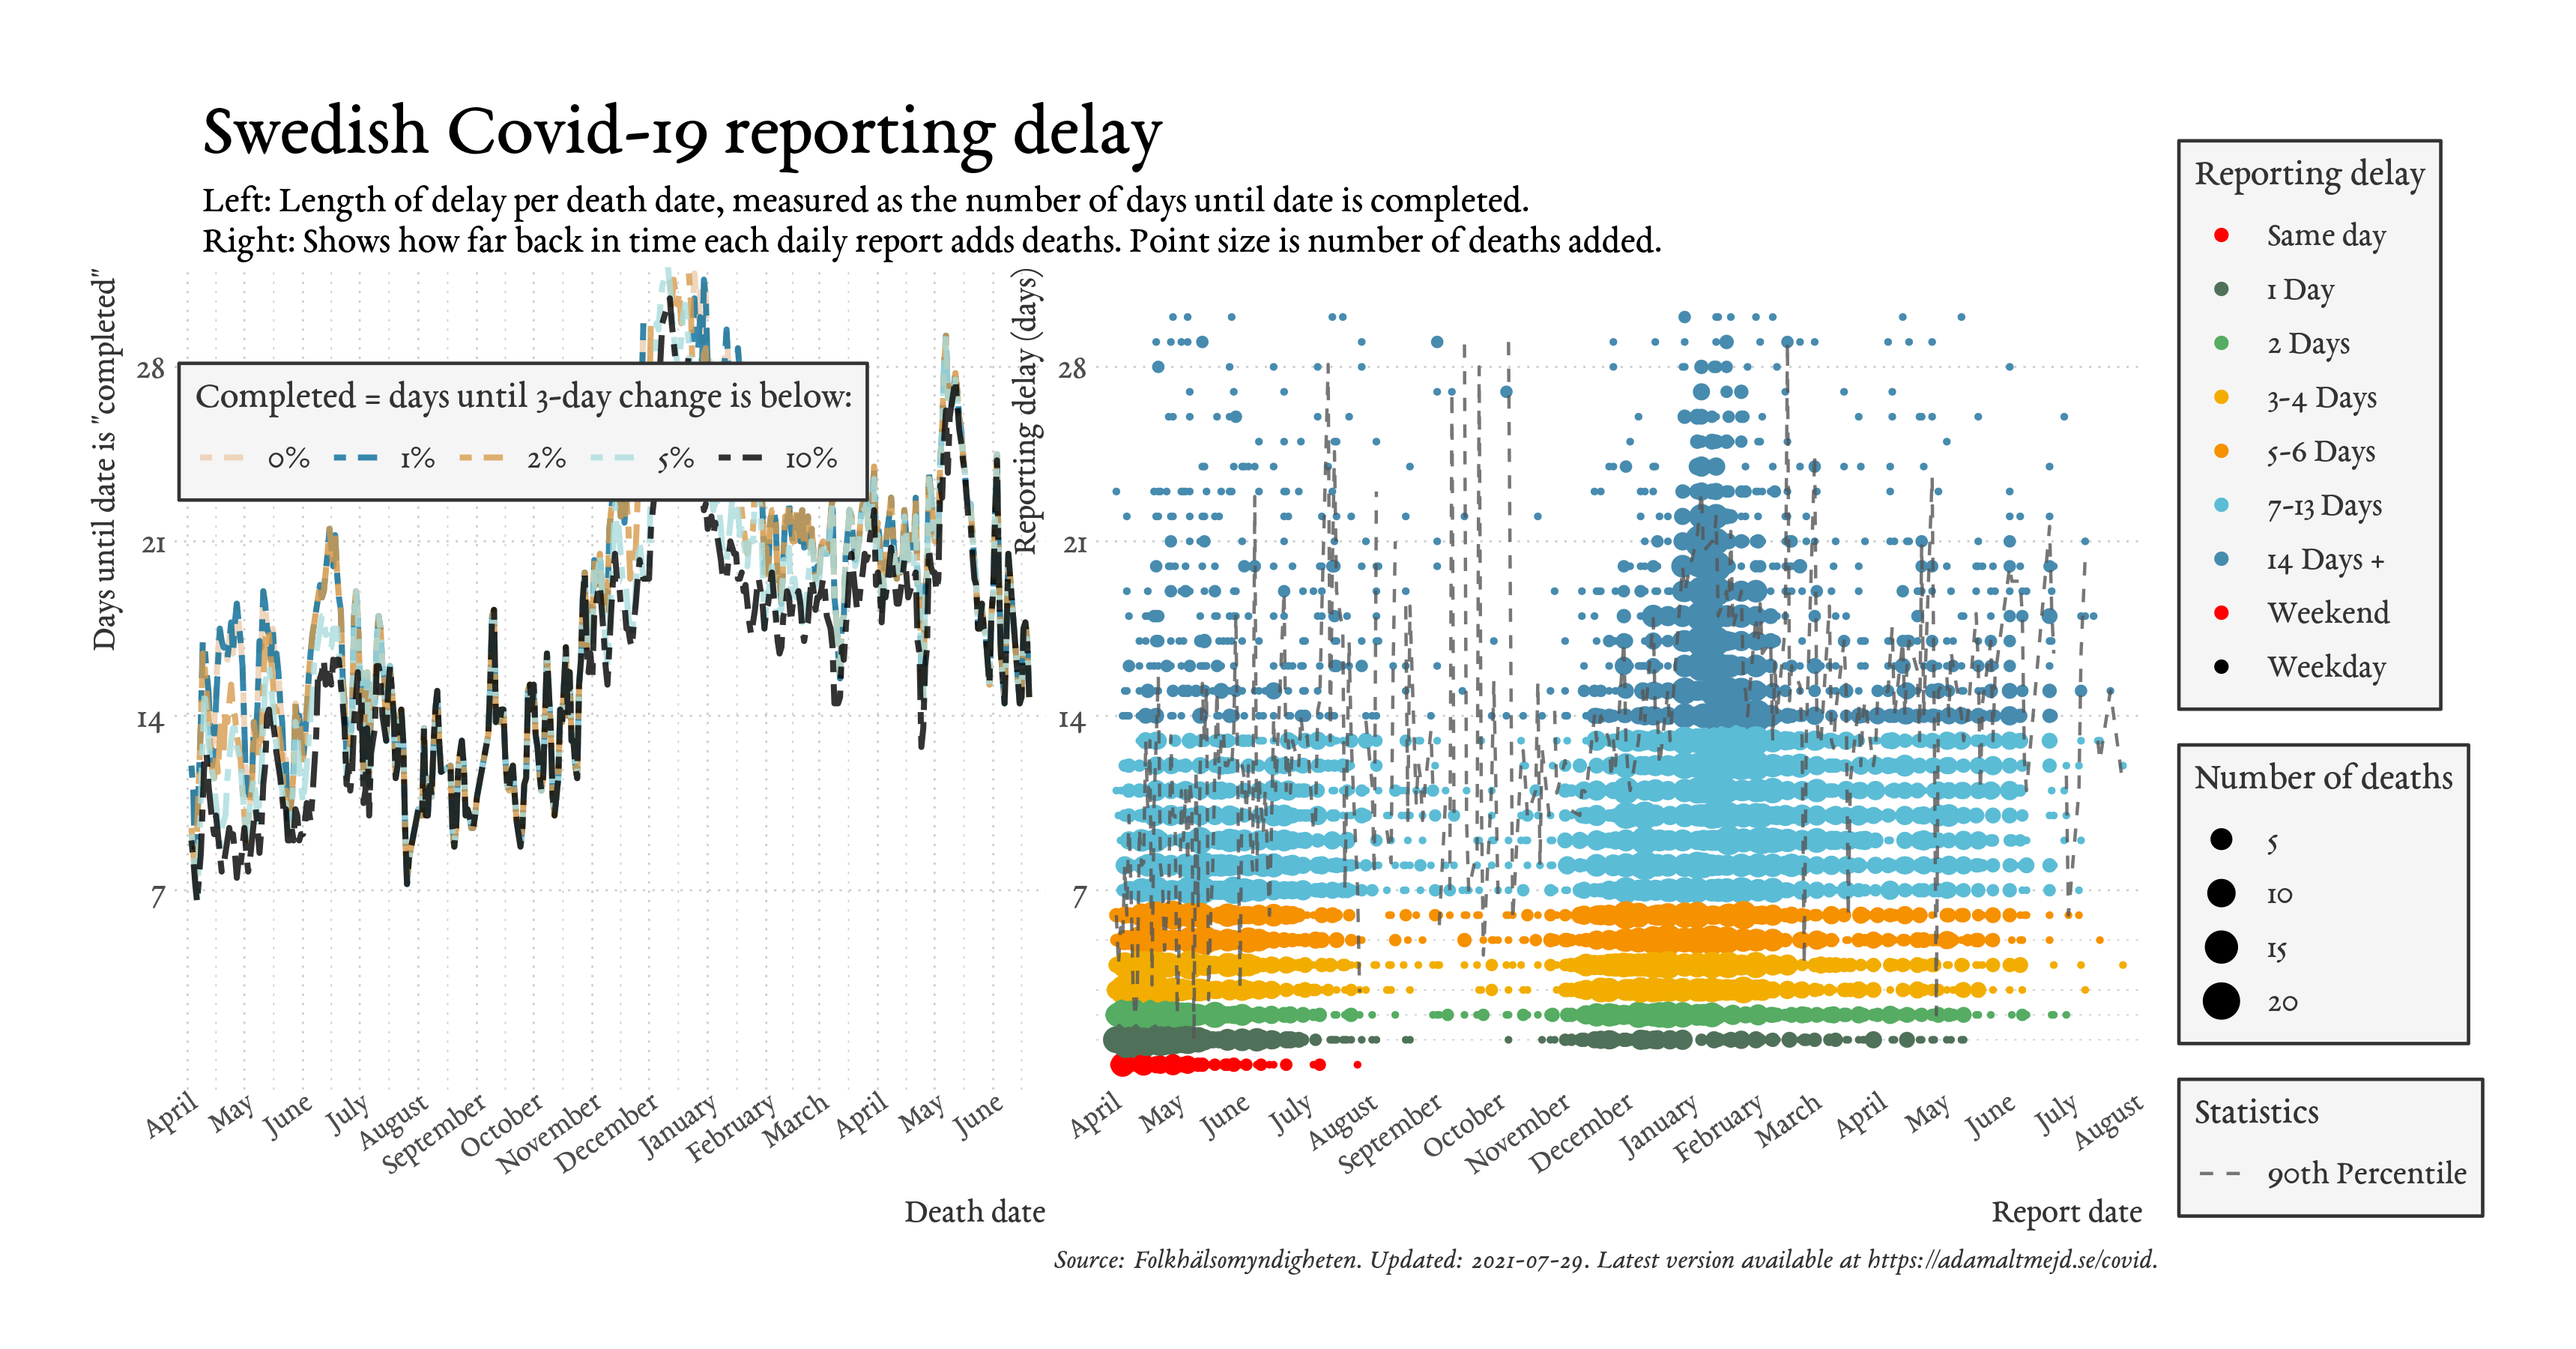 Swedish Covid-19 reporting delay
Left: Length of delay per death date, measured as the number of days until date is completed.
Right: Shows how far back in time each daily report adds deaths. Point size is number of deaths added.
Days until date is "completed"
28
21
14
7
Completed = days until 3-day change is below:
0% 1% 2% 5% 10%
April May June July August September October November December January February March April May June
Death date
Reporting delay (days)
28
21
14
7
April May June July August September October November December January February March April May June July August
Report date
Reporting delay
Same day
1 Day
2 Days
3-4 Days
5-6 Days
7-13 Days
14 Days +
Weekend
Weekday
Number of deaths
5
10
15
20
Statistics
90th Percentile
Source: Folkhälsomyndigheten. Updated: 2021-07-29. Latest version available at https://adamaltmejd.se/covid.